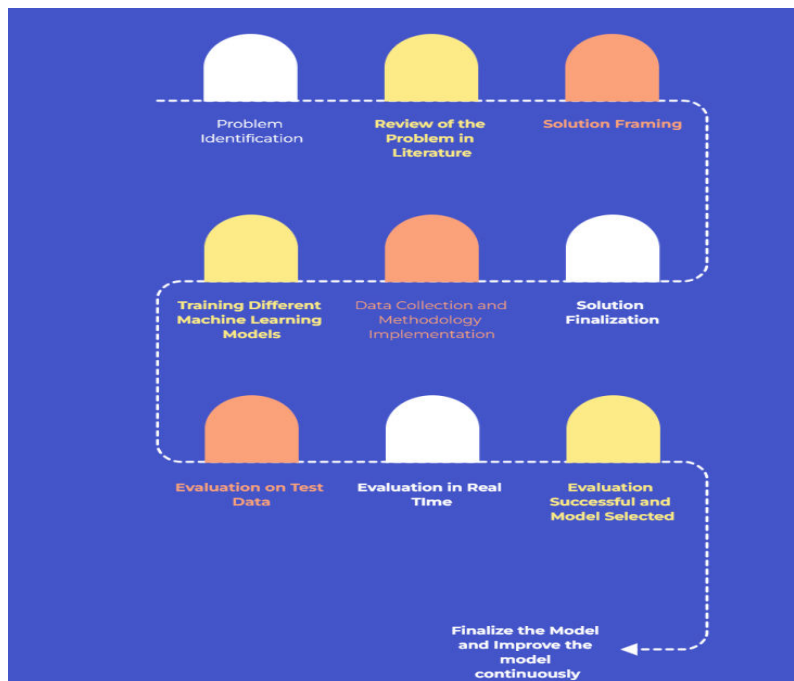 Problem
Identification
Review of the
Problem in
Literature
Solution Framing
Training Different
Machine Learning
Models
Data Collection and
Methodology
Implementation
Solution
Finalization
Evaluation on Test
Data
Evaluation in Real
TIme
Evaluation
Successful and
Model Selected
Finalize the Model
and Improve the
model
continuously